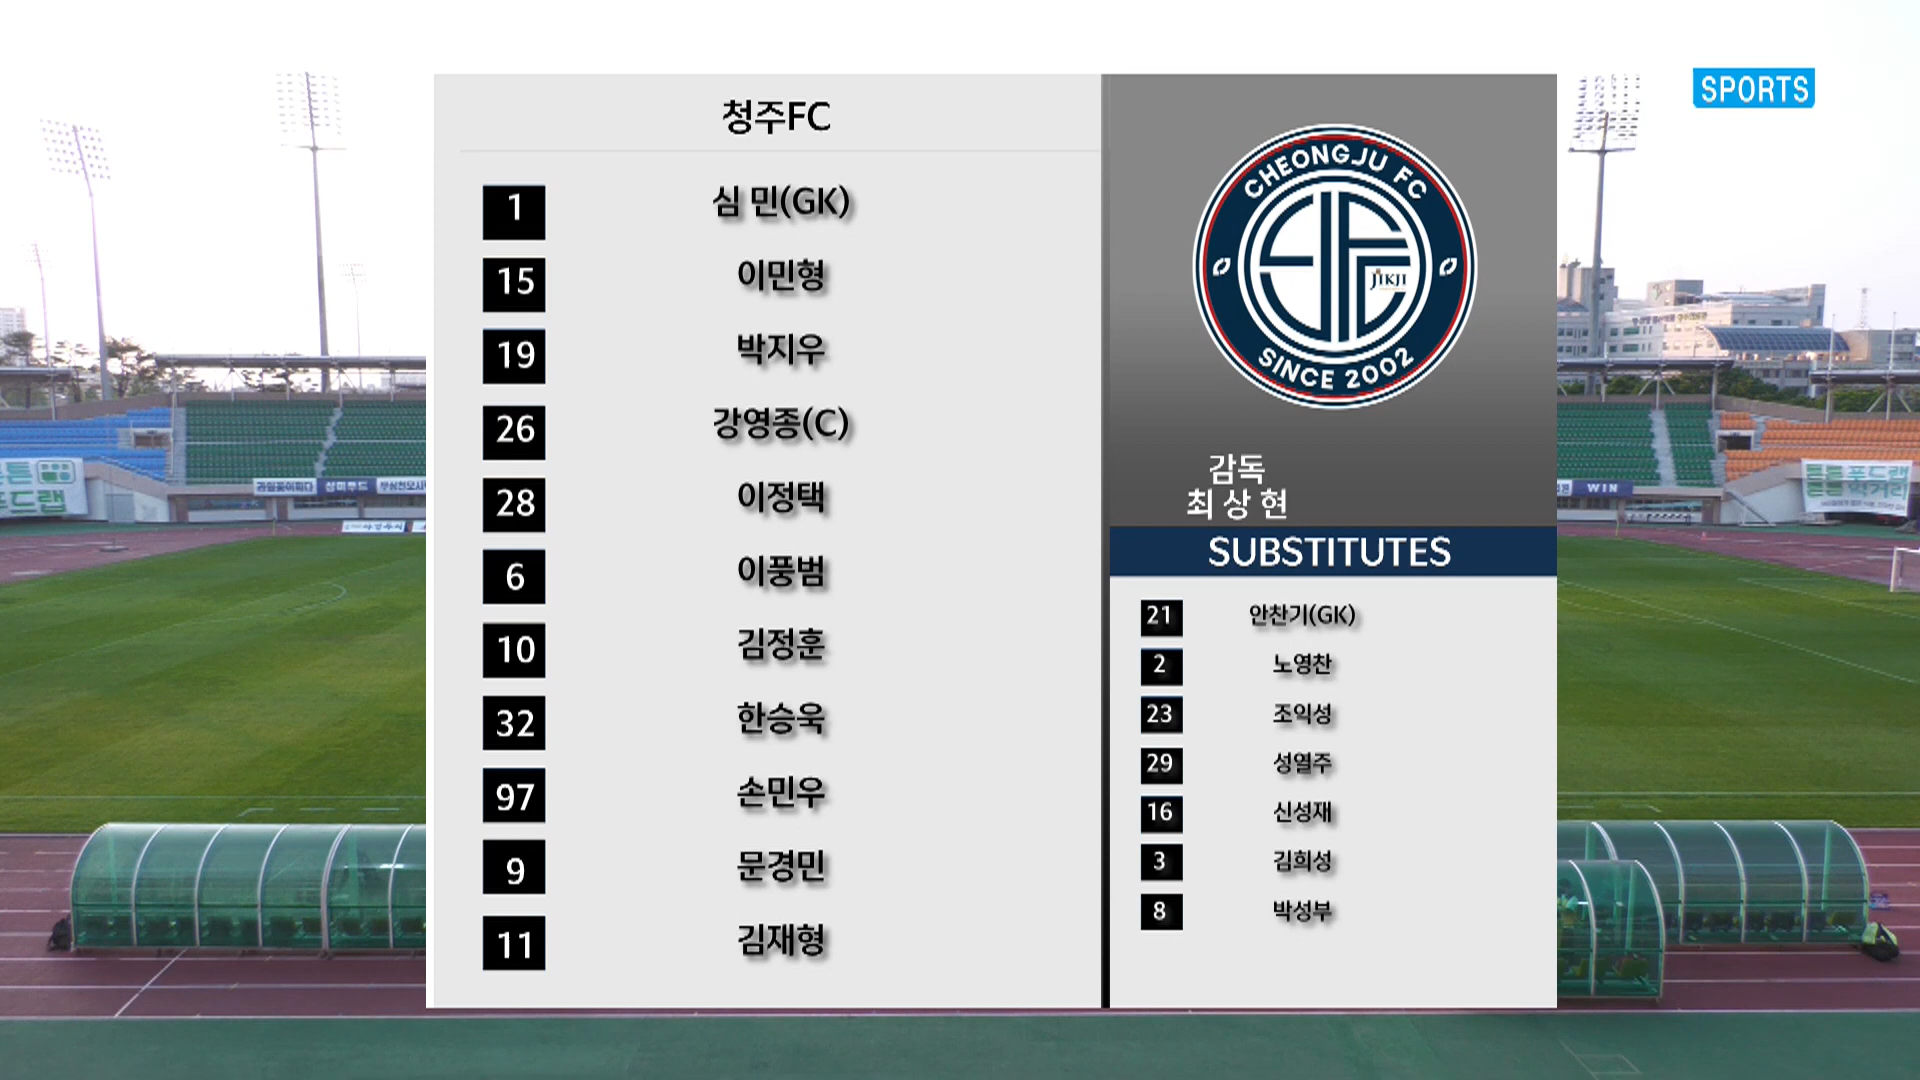 SPORTS
청주FC
1 심 민(GK)
15 이민형
19 박지우
26 강영종(C)
28 이정택
6 이풍범
10 김정훈
32 한승욱
97 손민우
9 문경민
11 김재형
CHEONGJU FC
JIKJI
SINCE 2002
감독
최 상 현
SUBSTITUTES
21 안찬기(GK)
2 노영찬
23 조익성
29 성열주
16 신성재
3 김희성
8 박성부
WIN